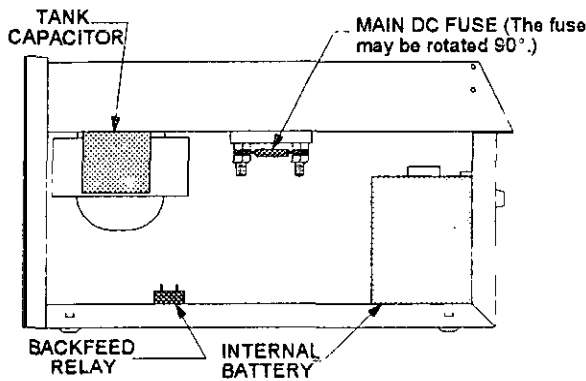 TANK
CAPACITOR
MAIN DC FUSE (The fuse
may be rotated 90°.)
BACKFEED
RELAY
INTERNAL
BATTERY